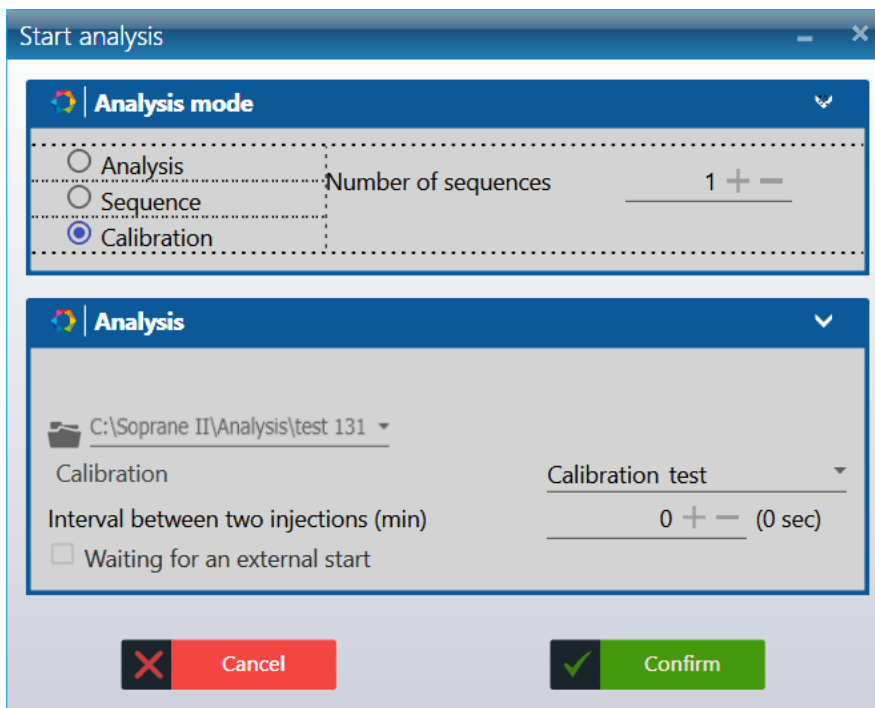 Start analysis
Analysis mode
Analysis
Sequence
Calibration
Number of sequences 1
Analysis
C:\Soprane II\Analysis\test 131
Calibration Calibration test
Interval between two injections (min) 0 (0 sec)
Waiting for an external start
Cancel Confirm